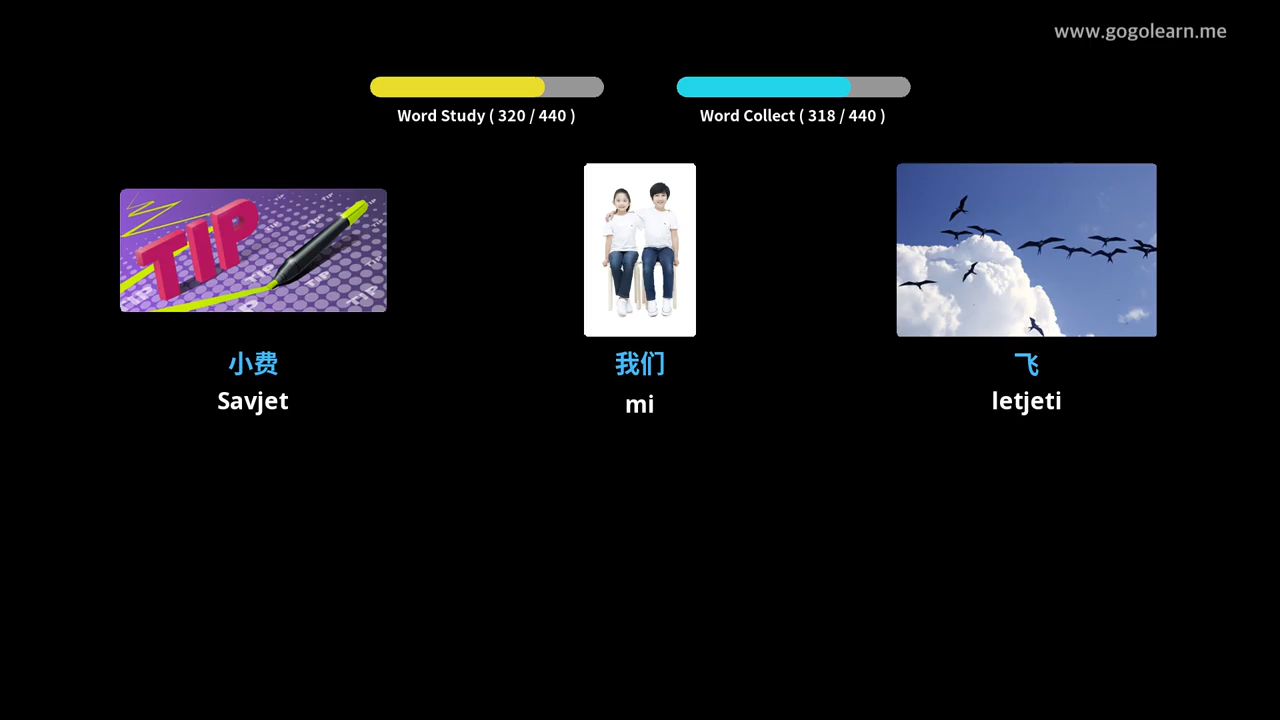 www.gogolearn.me
Word Study ( 320 / 440 )
Word Collect ( 318 / 440 )
TIP
小费
Savjet
我们
mi
飞
letjeti